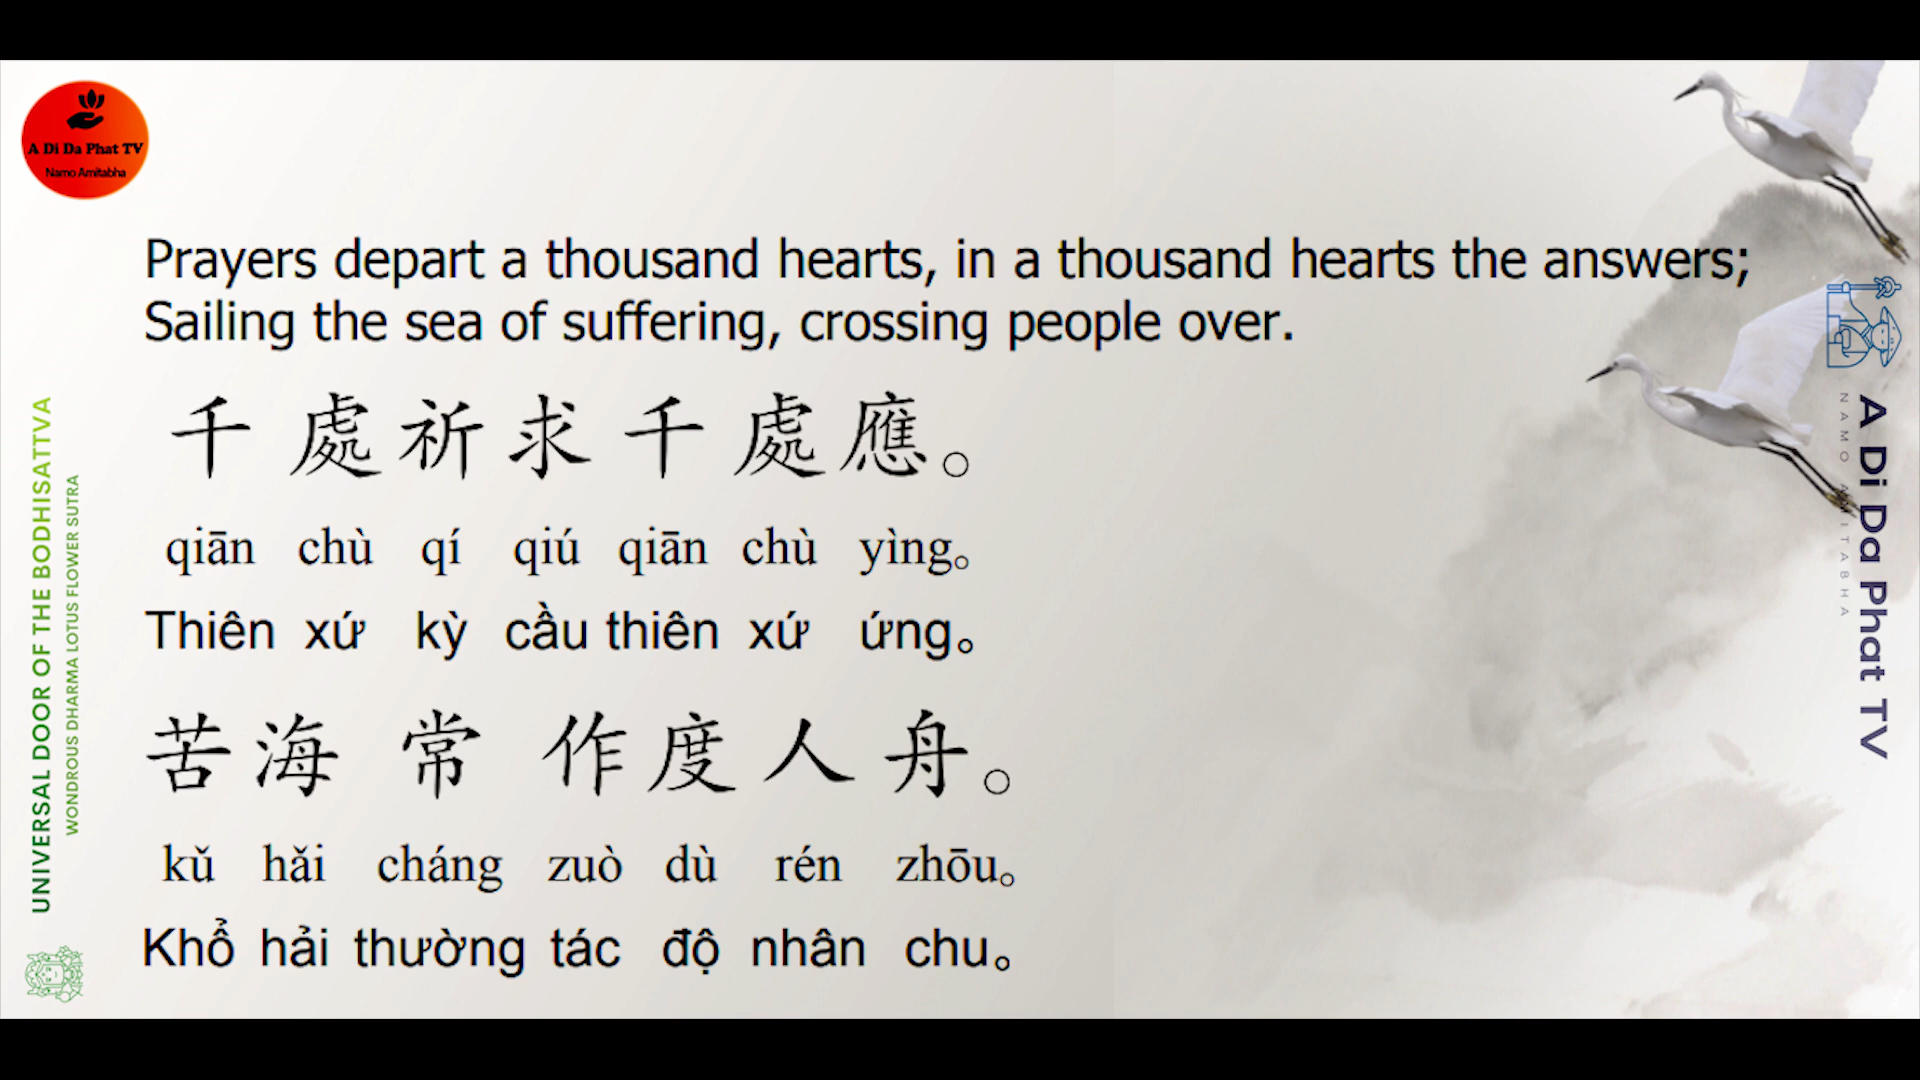 A Di Da Phat TV
Namo Amitabha
Prayers depart a thousand hearts, in a thousand hearts the answers;
Sailing the sea of suffering, crossing people over.
千處祈求千處應。
qiān chù qí qiú qiān chù yìng。
Thiên xứ kỳ cầu thiên xứ ứng。
苦海常作度人舟。
kǔ hǎi cháng zuò dù rén zhōu。
Khổ hải thường tác độ nhân chu。
UNIVERSAL DOOR OF THE BODHISATTVA
WONDROUS DHARMA LOTUS FLOWER SUTRA
A Di Da Phat TV
NAMO AMITABHA